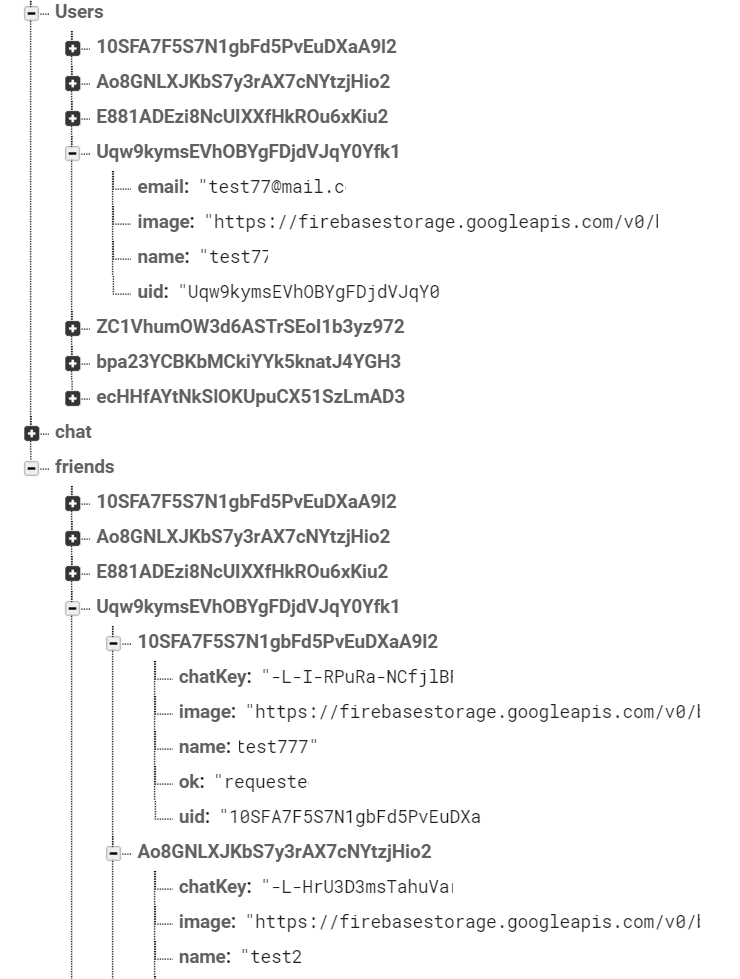 Users
10SFA7F5S7N1gbFd5PvEuDXaA9l2
Ao8GNLXJKbS7y3rAX7cNYtzjHio2
E881ADEzi8NcUlXXfHkROu6xKiu2
Uqw9kymsEVhOBYgFDjdVJqY0Yfk1
email: "test77@mail.c
image: "https://firebasestorage.googleapis.com/v0/
name: "test77
uid: "Uqw9kymsEVhOBYgFDjdVJqY0
ZC1VhumOW3d6ASTrSEol1b3yz972
bpa23YCBKbMCkiYYk5knatJ4YGH3
ecHHfAYtNkSlOKUpuCX51SzLmAD3
chat
friends
10SFA7F5S7N1gbFd5PvEuDXaA9l2
Ao8GNLXJKbS7y3rAX7cNYtzjHio2
E881ADEzi8NcUlXXfHkROu6xKiu2
Uqw9kymsEVhOBYgFDjdVJqY0Yfk1
10SFA7F5S7N1gbFd5PvEuDXaA9l2
chatKey: "-L-I-RPuRa-NCfjlB
image: "https://firebasestorage.googleapis.com/v0/
name: test777"
ok: "requeste
uid: "10SFA7F5S7N1gbFd5PvEuDXa
Ao8GNLXJKbS7y3rAX7cNYtzjHio2
chatKey: "-L-HrU3D3msTahuVa
image: "https://firebasestorage.googleapis.com/v0/
name: "test2